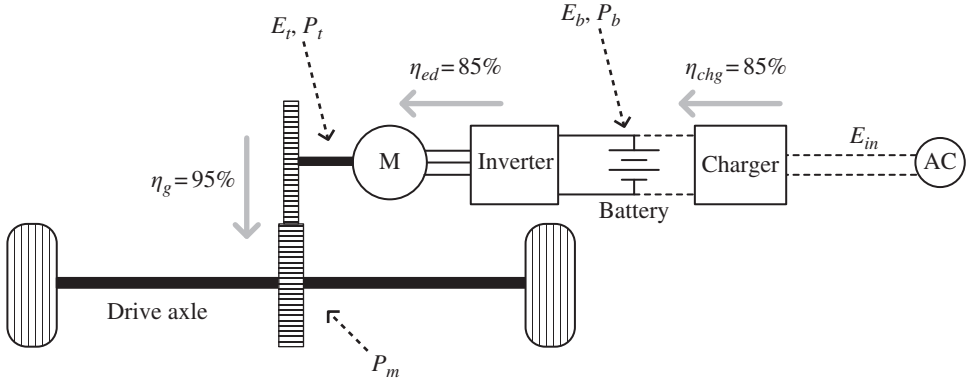 E_t, P_t
E_b, P_b
η_ed=85%
η_chg=85%
M
Inverter
Charger
E_in
AC
η_g=95%
Battery
Drive axle
P_m